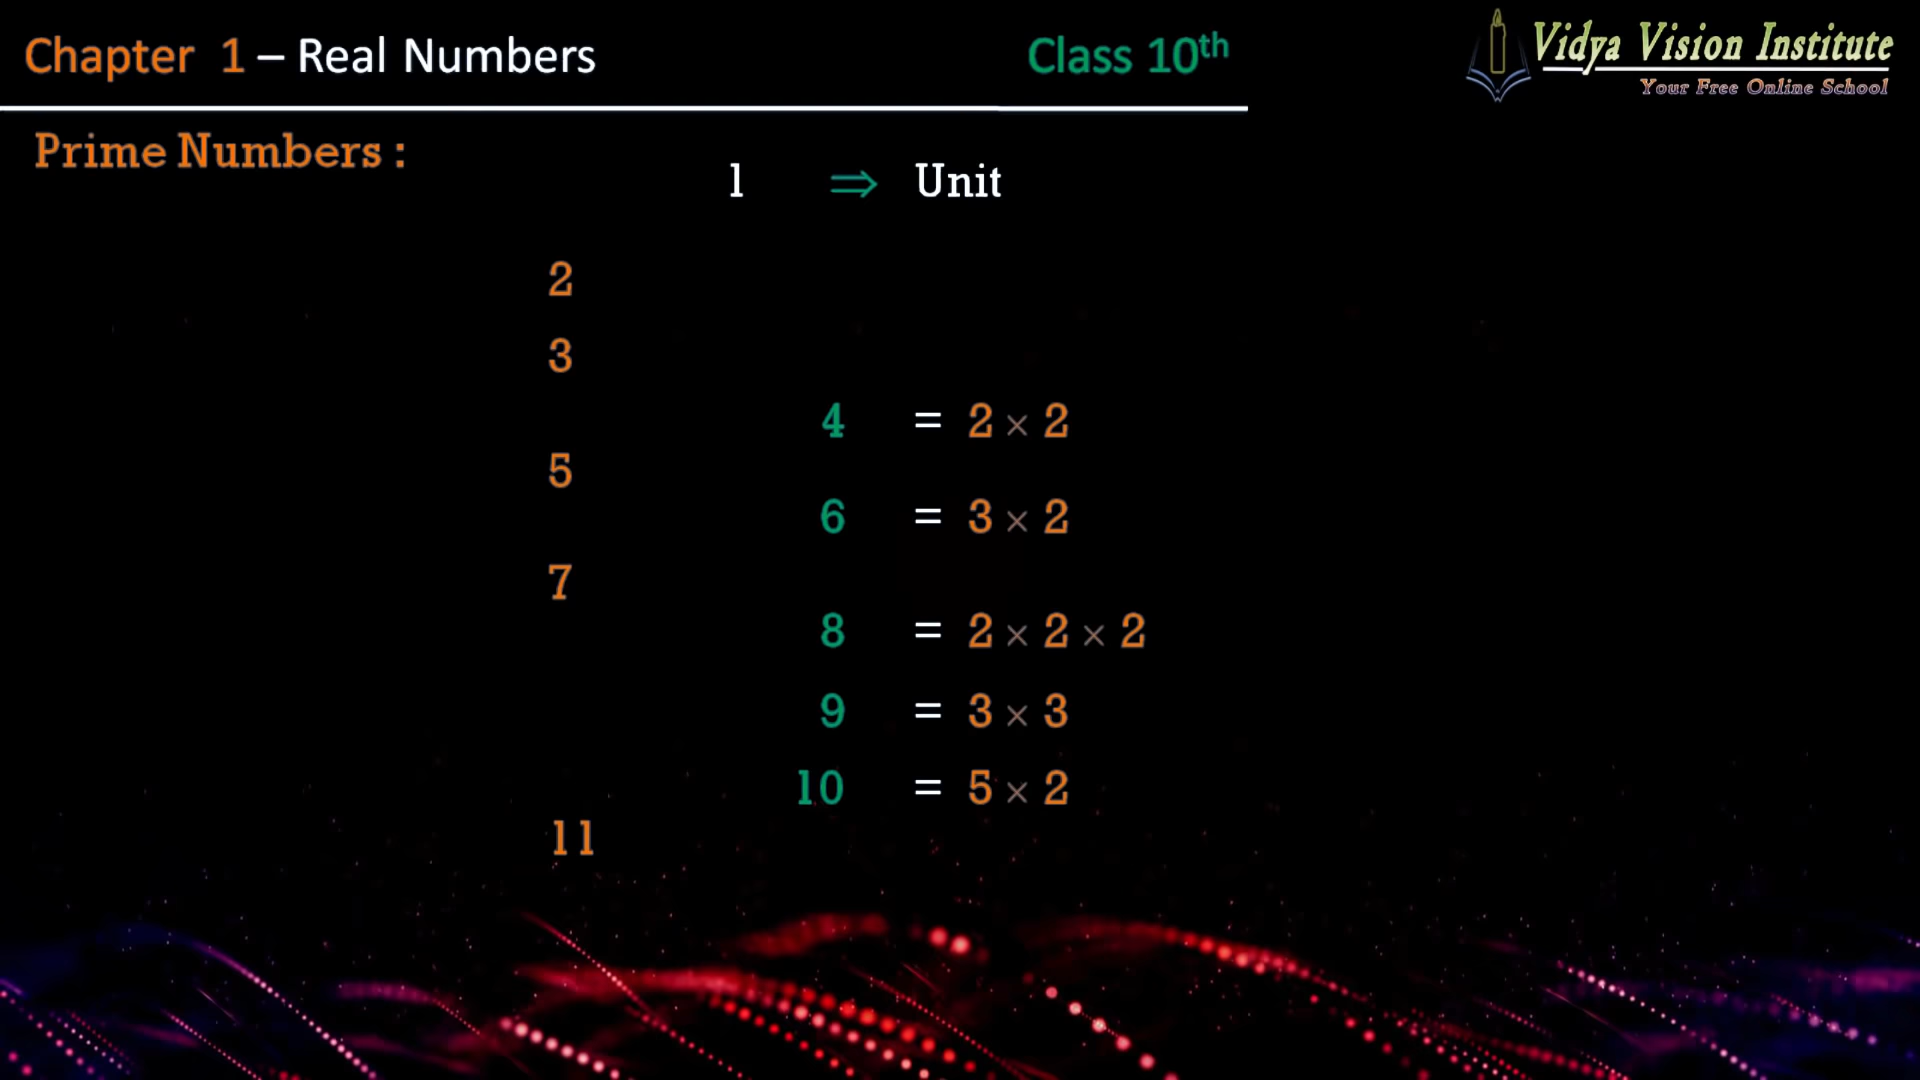 Chapter 1 – Real Numbers
Class 10th
Vidya Vision Institute
Your Free Online School
Prime Numbers :
1 ⇒ Unit
2
3
4 = 2 × 2
5
6 = 3 × 2
7
8 = 2 × 2 × 2
9 = 3 × 3
10 = 5 × 2
11